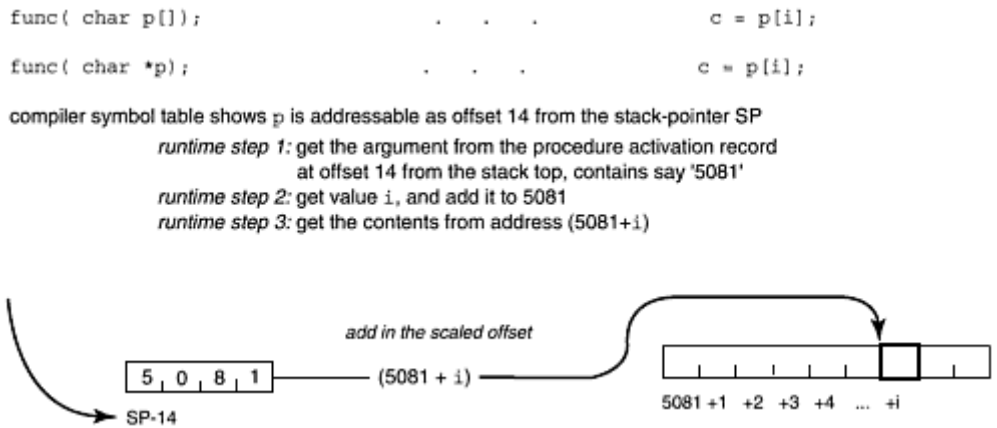 func( char p[]); . . . c = p[i];
func( char *p); . . . c = p[i];
compiler symbol table shows p is addressable as offset 14 from the stack-pointer SP
runtime step 1: get the argument from the procedure activation record
at offset 14 from the stack top, contains say '5081'
runtime step 2: get value i, and add it to 5081
runtime step 3: get the contents from address (5081+i)
add in the scaled offset
5 0 8 1 (5081 + i)
5081 +1 +2 +3 +4 ... +i
SP-14